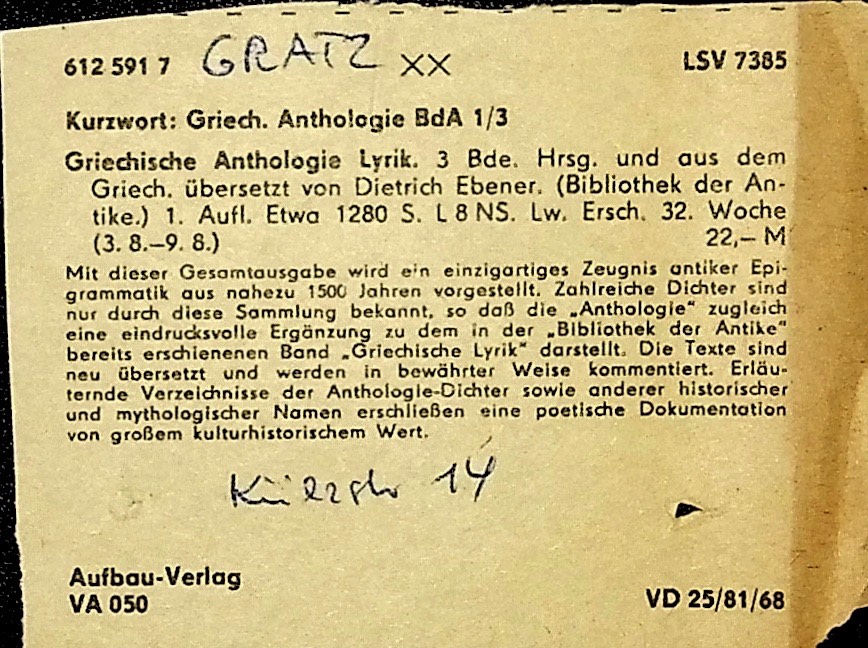 612 591 7 GRATZ xx LSV 7385
Kurzwort: Griech. Anthologie BdA 1/3
Griechische Anthologie Lyrik. 3 Bde. Hrsg. und aus dem
Griech. übersetzt von Dietrich Ebener. (Bibliothek der An-
tike.) 1. Aufl. Etwa 1280 S. L 8 NS. Lw. Ersch. 32. Woche
(3. 8.–9. 8.) 22,– M
Mit dieser Gesamtausgabe wird ein einzigartiges Zeugnis antiker Epi-
grammatik aus nahezu 1500 Jahren vorgestellt. Zahlreiche Dichter sind
nur durch diese Sammlung bekannt, so daß die „Anthologie“ zugleich
eine eindrucksvolle Ergänzung zu dem in der „Bibliothek der Antike“
bereits erschienenen Band „Griechische Lyrik“ darstellt. Die Texte sind
neu übersetzt und werden in bewährter Weise kommentiert. Erläu-
ternde Verzeichnisse der Anthologie-Dichter sowie anderer historischer
und mythologischer Namen erschließen eine poetische Dokumentation
von großem kulturhistorischem Wert.
14
Aufbau-Verlag
VA 050 VD 25/81/68